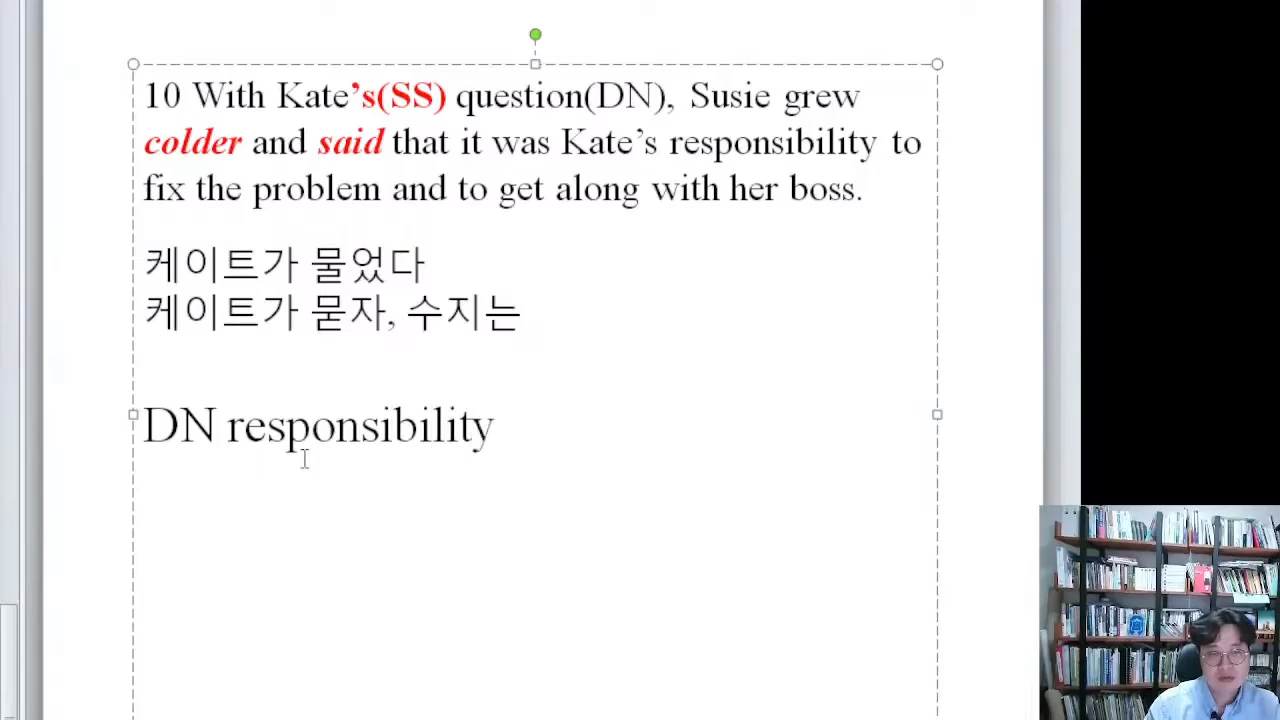 10 With Kate’s(SS) question(DN), Susie grew
colder and said that it was Kate’s responsibility to
fix the problem and to get along with her boss.
케이트가 물었다
케이트가 묻자, 수지는
DN responsibility